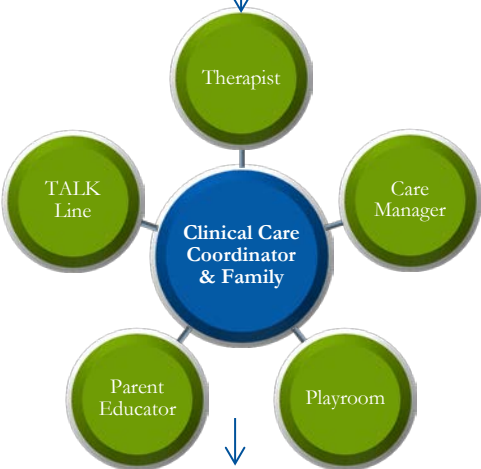 Therapist
TALK
Line
Care
Manager
Clinical Care
Coordinator
& Family
Parent
Educator
Playroom